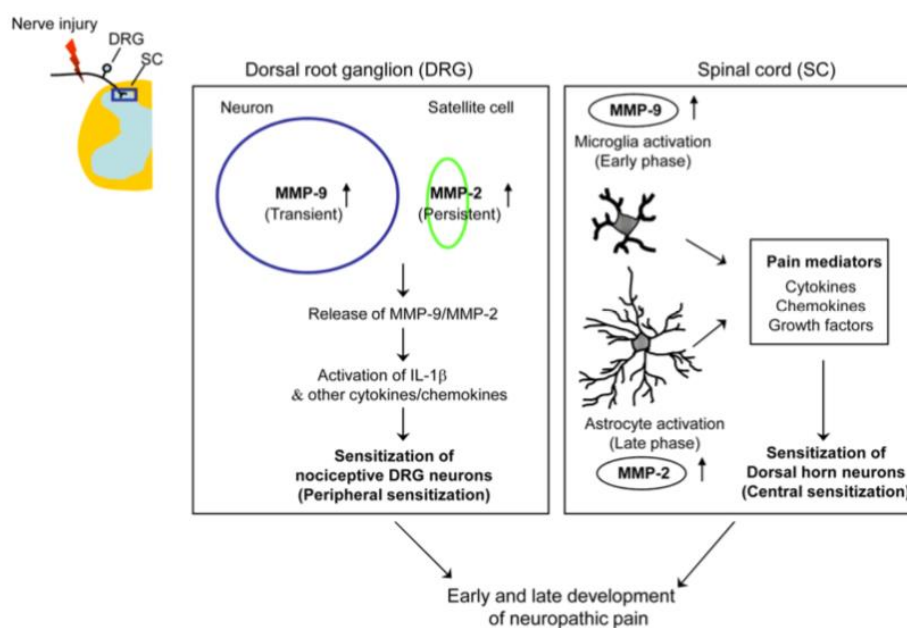 Nerve injury
DRG
SC
Dorsal root ganglion (DRG)
Neuron
Satellite cell
MMP-9
(Transient)
MMP-2
(Persistent)
Release of MMP-9/MMP-2
Activation of IL-1β
& other cytokines/chemokines
Sensitization of
nociceptive DRG neurons
(Peripheral sensitization)
Spinal cord (SC)
MMP-9
Microglia activation
(Early phase)
Pain mediators
Cytokines
Chemokines
Growth factors
Astrocyte activation
(Late phase)
MMP-2
Sensitization of
Dorsal horn neurons
(Central sensitization)
Early and late development
of neuropathic pain